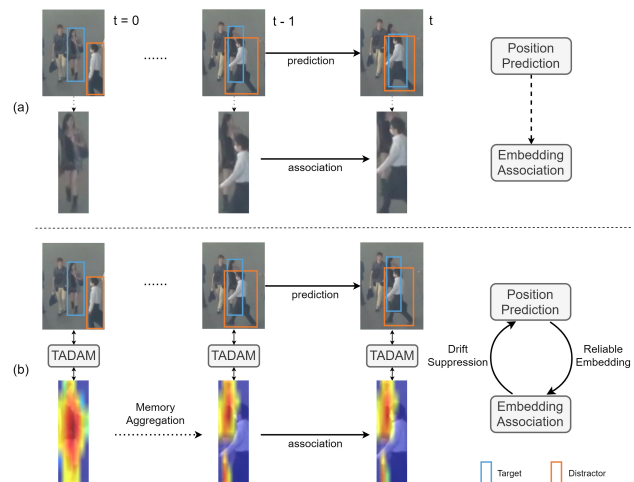 t = 0
t - 1
t
......
prediction
Position
Prediction
(a)
association
Embedding
Association
......
prediction
Position
Prediction
TADAM
TADAM
TADAM
Drift
Suppression
Reliable
Embedding
(b)
Memory
Aggregation
Embedding
Association
association
Target
Distractor